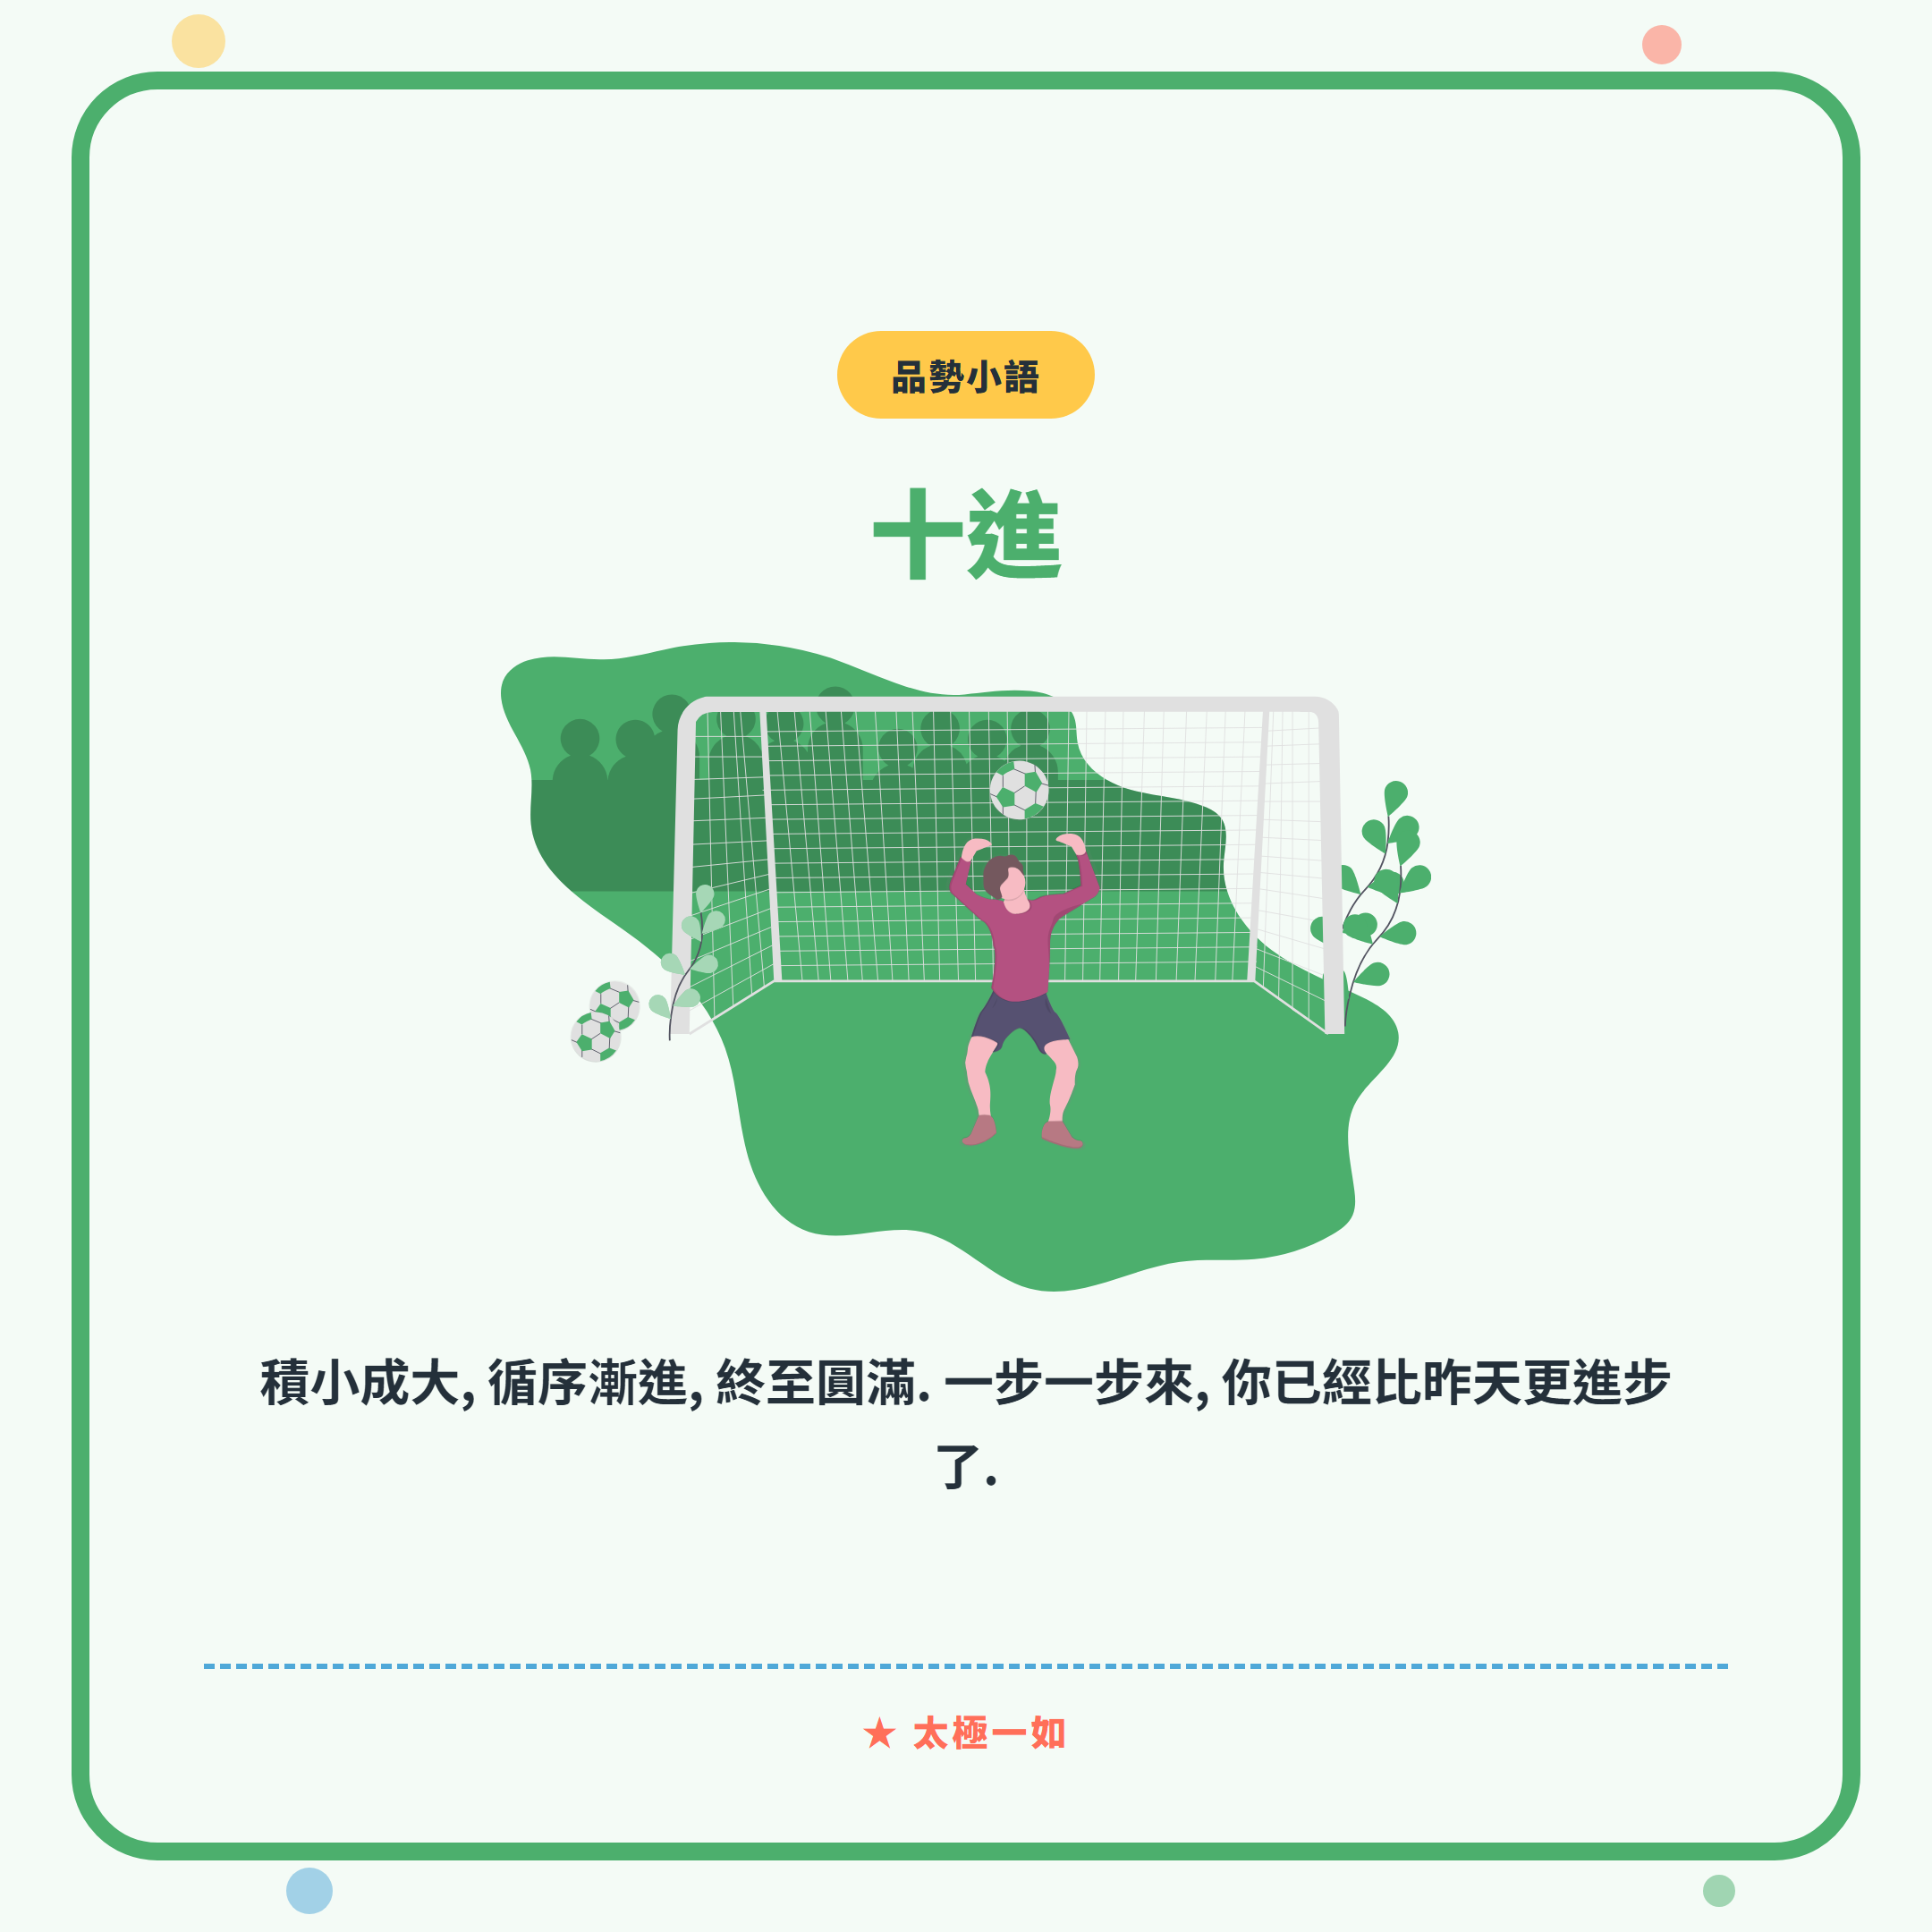 品勢小語
十進
積小成大, 循序漸進, 終至圓滿. 一步一步來, 你已經比昨天更進步
了.
★ 太極一如